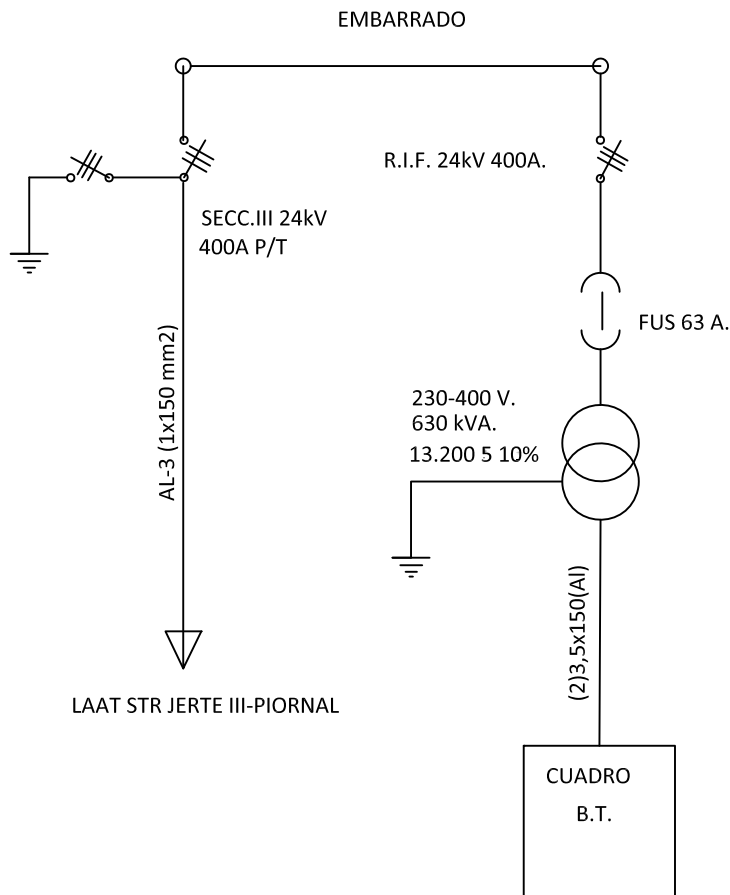 EMBARRADO
R.I.F. 24kV 400A.
SECC.III 24kV
400A P/T
FUS 63 A.
AL-3 (1x150 mm2)
230-400 V.
630 kVA.
13.200 5 10%
(2)3,5x150(Al)
LAAT STR JERTE III-PIORNAL
CUADRO
B.T.